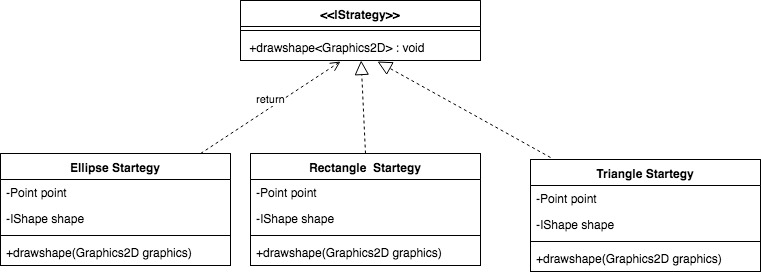 <<IStrategy>>
+drawshape<Graphics2D> : void
return
Ellipse Startegy
-Point point
-IShape shape
+drawshape(Graphics2D graphics)
Rectangle Startegy
-Point point
-IShape shape
+drawshape(Graphics2D graphics)
Triangle Startegy
-Point point
-IShape shape
+drawshape(Graphics2D graphics)